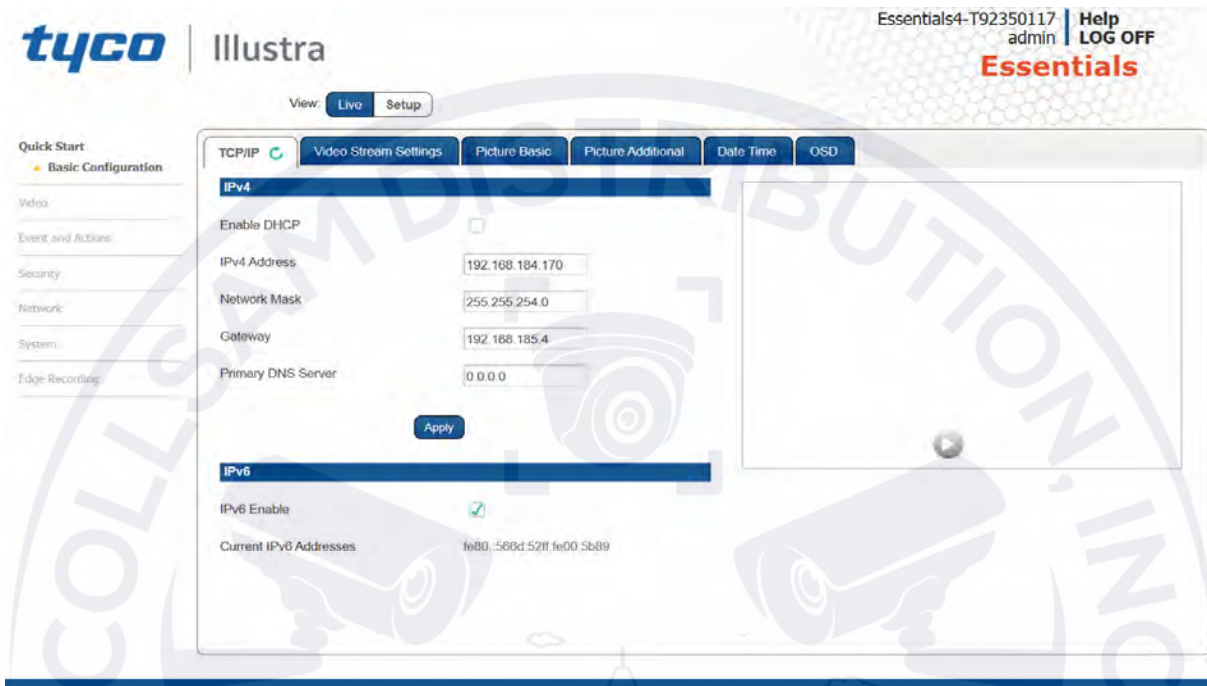 tyco | Illustra
Essentials4-T92350117 Help
admin LOG OFF
Essentials
View: Live Setup
Quick Start
Basic Configuration
Video
Event and Actions
Security
Network
System
Edge Recording
TCP/IP Video Stream Settings Picture Basic Picture Additional Date Time OSD
IPv4
Enable DHCP
IPv4 Address 192.168.184.170
Network Mask 255.255.254.0
Gateway 192.168.185.4
Primary DNS Server 0.0.0.0
Apply
IPv6
IPv6 Enable
Current IPv6 Addresses fe80::566d:52ff:fe00:5b89
COLLSAM DISTRIBUTION, INC